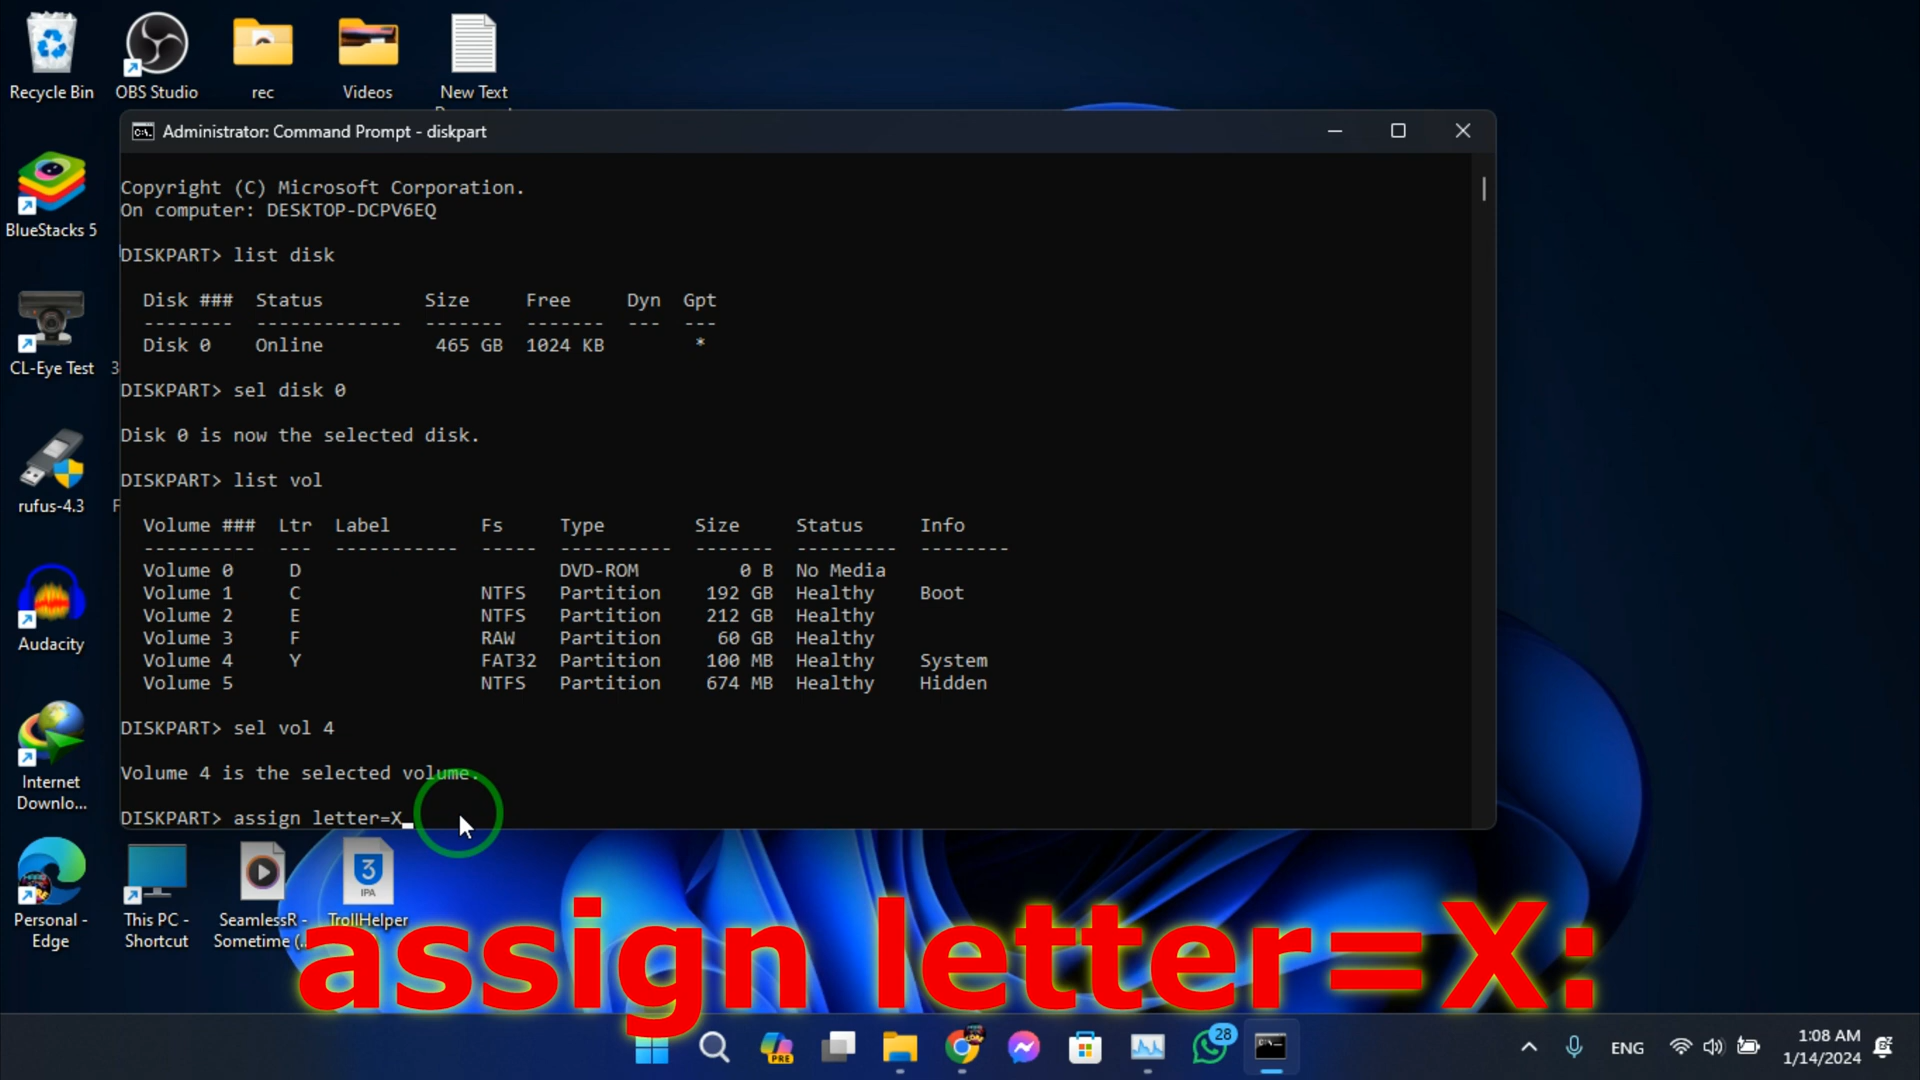 Recycle Bin
OBS Studio
rec
Videos
New Text
BlueStacks 5
CL-Eye Test
3
rufus-4.3
F
Audacity
Internet
Downlo...
Personal -
Edge
This PC -
Shortcut
SeamlessR -
Sometime (...
3
IPA
TrollHelper
Administrator: Command Prompt - diskpart
Copyright (C) Microsoft Corporation.
On computer: DESKTOP-DCPV6EQ
DISKPART> list disk
Disk ### Status Size Free Dyn Gpt
-------- ------------- ------- ------- --- ---
Disk 0 Online 465 GB 1024 KB *
DISKPART> sel disk 0
Disk 0 is now the selected disk.
DISKPART> list vol
Volume ### Ltr Label Fs Type Size Status Info
---------- --- ----------- ----- ---------- ------- --------- --------
Volume 0 D DVD-ROM 0 B No Media
Volume 1 C NTFS Partition 192 GB Healthy Boot
Volume 2 E NTFS Partition 212 GB Healthy
Volume 3 F RAW Partition 60 GB Healthy
Volume 4 Y FAT32 Partition 100 MB Healthy System
Volume 5 NTFS Partition 674 MB Healthy Hidden
DISKPART> sel vol 4
Volume 4 is the selected volume.
DISKPART> assign letter=X_
assign letter=X:
PRE
28
ENG
1:08 AM
1/14/2024